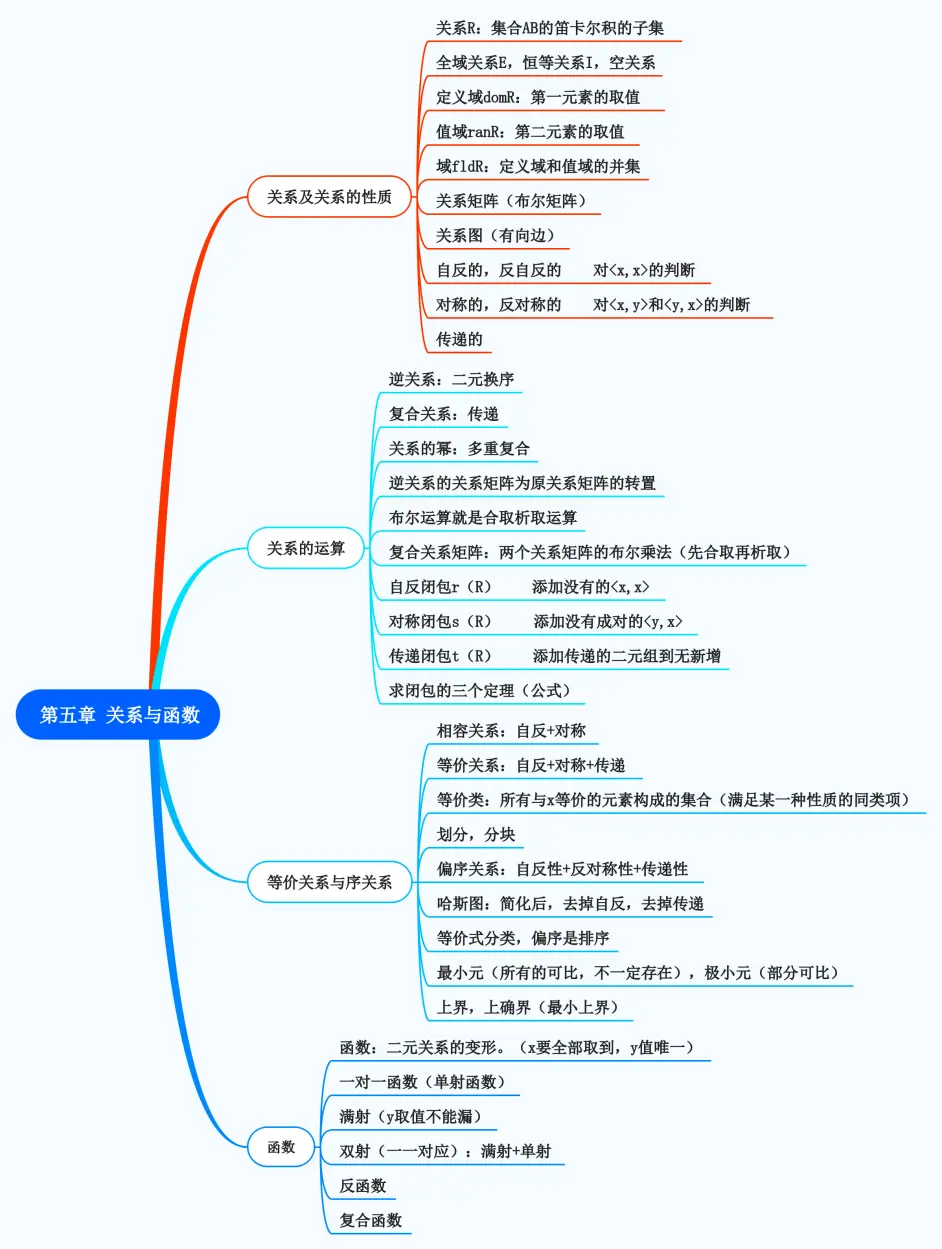 第五章 关系与函数
关系及关系的性质
关系R：集合AB的笛卡尔积的子集
全域关系E，恒等关系I，空关系
定义域domR：第一元素的取值
值域ranR：第二元素的取值
域fldR：定义域和值域的并集
关系矩阵（布尔矩阵）
关系图（有向边）
自反的，反自反的 对<x,x>的判断
对称的，反对称的 对<x,y>和<y,x>的判断
传递的
关系的运算
逆关系：二元换序
复合关系：传递
关系的幂：多重复合
逆关系的关系矩阵为原关系矩阵的转置
布尔运算就是合取析取运算
复合关系矩阵：两个关系矩阵的布尔乘法（先合取再析取）
自反闭包r（R） 添加没有的<x,x>
对称闭包s（R） 添加没有成对的<y,x>
传递闭包t（R） 添加传递的二元组到无新增
求闭包的三个定理（公式）
等价关系与序关系
相容关系：自反+对称
等价关系：自反+对称+传递
等价类：所有与x等价的元素构成的集合（满足某一种性质的同类项）
划分，分块
偏序关系：自反性+反对称性+传递性
哈斯图：简化后，去掉自反，去掉传递
等价式分类，偏序是排序
最小元（所有的可比，不一定存在），极小元（部分可比）
上界，上确界（最小上界）
函数
函数：二元关系的变形。（x要全部取到，y值唯一）
一对一函数（单射函数）
满射（y取值不能漏）
双射（一一对应）：满射+单射
反函数
复合函数